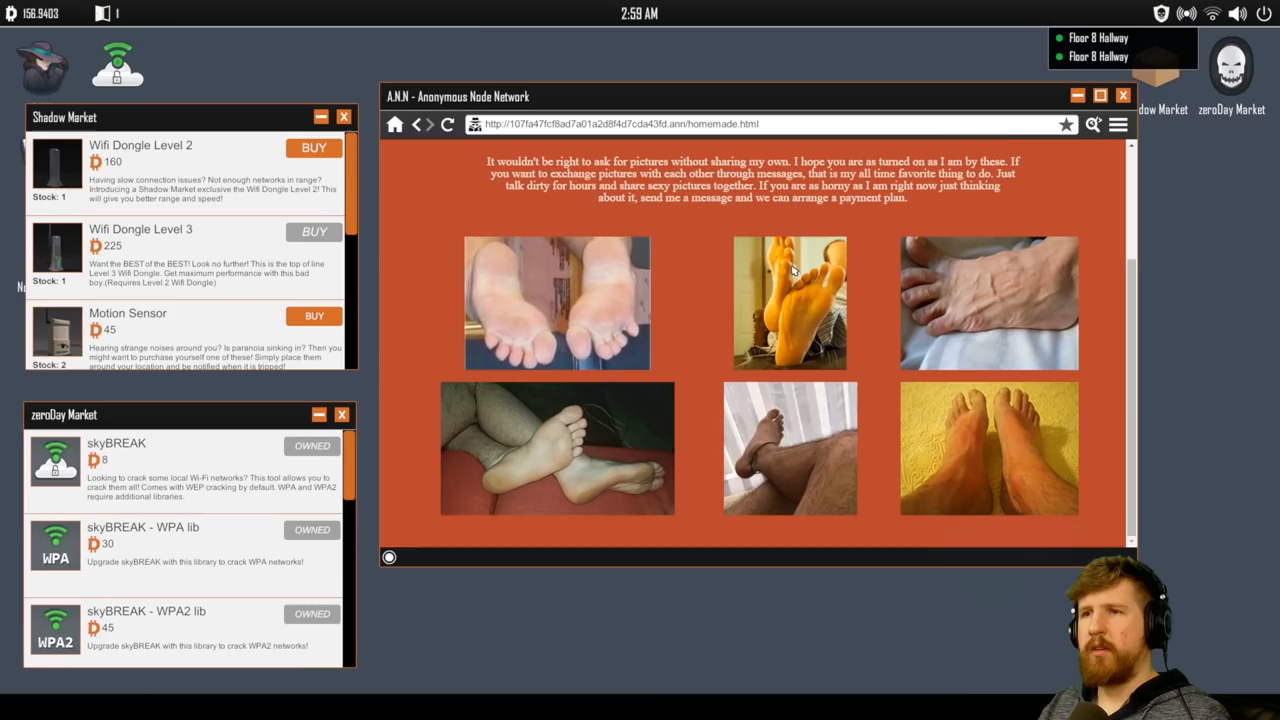 156.9403
1
2:59 AM
Floor 8 Hallway
Floor 8 Hallway
dow Market
zeroDay Market
Shadow Market
Wifi Dongle Level 2
160
BUY
Having slow connection issues? Not enough networks in range?
Introducing a Shadow Market exclusive the Wifi Dongle Level 2! This
will give you better range and speed!
Stock: 1
Wifi Dongle Level 3
225
BUY
Want the BEST of the BEST! Look no further! This is the top of line
Level 3 Wifi Dongle. Get maximum performance with this bad
boy.(Requires Level 2 Wifi Dongle)
Stock: 1
Motion Sensor
45
BUY
Hearing strange noises around you? Is paranoia sinking in? Then you
might want to purchase yourself one of these! Simply place them
around your location and be notified when it is tripped!
Stock: 2
zeroDay Market
skyBREAK
8
OWNED
Looking to crack some local Wi-Fi networks? This tool allows you to
crack them all! Comes with WEP cracking by default. WPA and WPA2
require additional libraries.
skyBREAK - WPA lib
30
OWNED
WPA
Upgrade skyBREAK with this library to crack WPA networks!
skyBREAK - WPA2 lib
45
OWNED
WPA2
Upgrade skyBREAK with this library to crack WPA2 networks!
A.N.N - Anonymous Node Network
http://107fa47fcf8ad7a01a2d8f4d7cda43fd.ann/homemade.html
It wouldn't be right to ask for pictures without sharing my own. I hope you are as turned on as I am by these. If
you want to exchange pictures with each other through messages, that is my all time favorite thing to do. Just
talk dirty for hours and share sexy pictures together. If you are as horny as I am right now just thinking
about it, send me a message and we can arrange a payment plan.